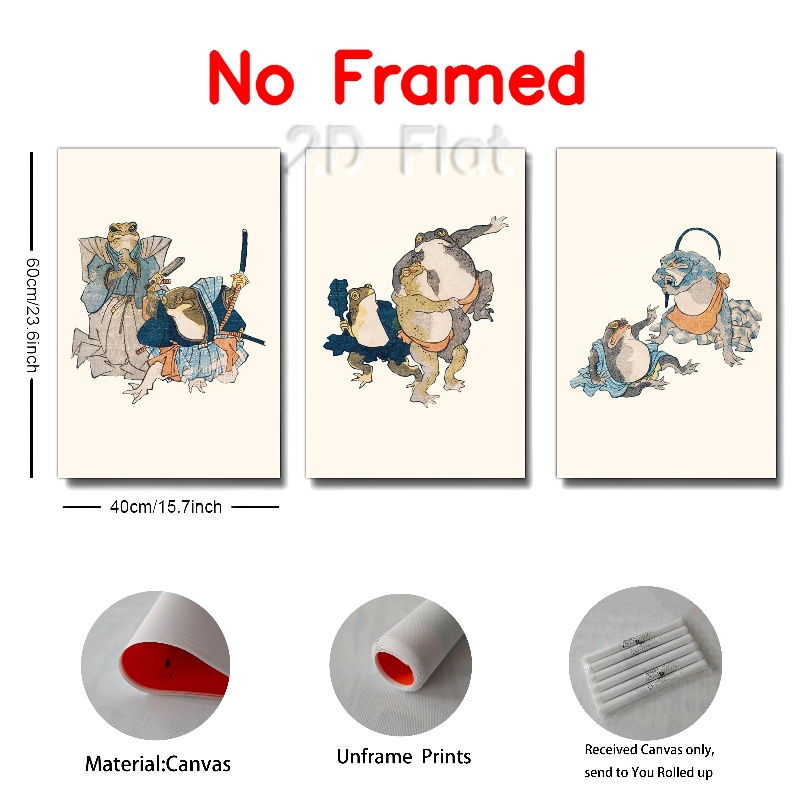 No Framed
2D Flat
60cm/23.6inch
40cm/15.7inch
Material:Canvas
Unframe Prints
Received Canvas only,
send to You Rolled up